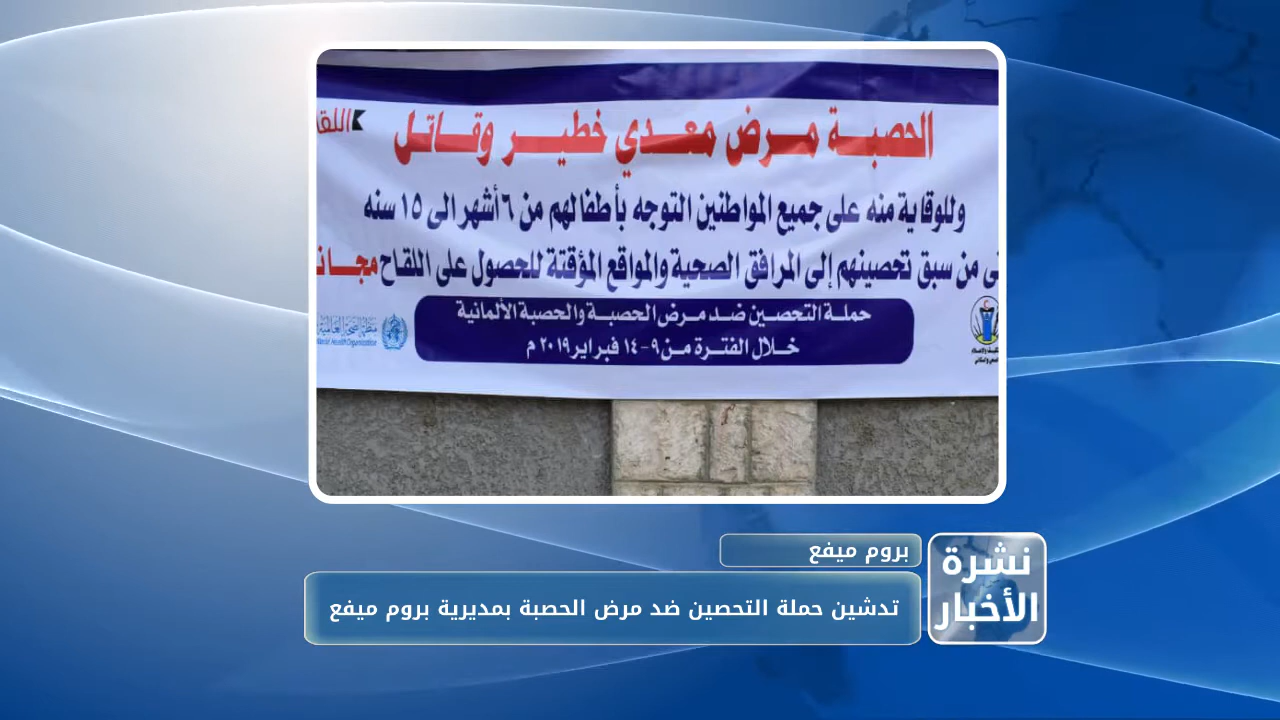 الحصبة مرض معدي خطير وقاتل
وللوقاية منه على جميع المواطنين التوجه بأطفالهم من ٦ أشهر الى ١٥ سنه
من سبق تحصينهم إلى المرافق الصحية والمواقع المؤقتة للحصول على اللقاح
حملة التحصين ضد مرض الحصبة والحصبة الألمانية
خلال الفترة من ٩-١٤ فبراير ٢٠١٩ م
منظمة الصحة العالمية
World Health Organization
بروم ميفع
تدشين حملة التحصين ضد مرض الحصبة بمديرية بروم ميفع
نشرة
الأخبار